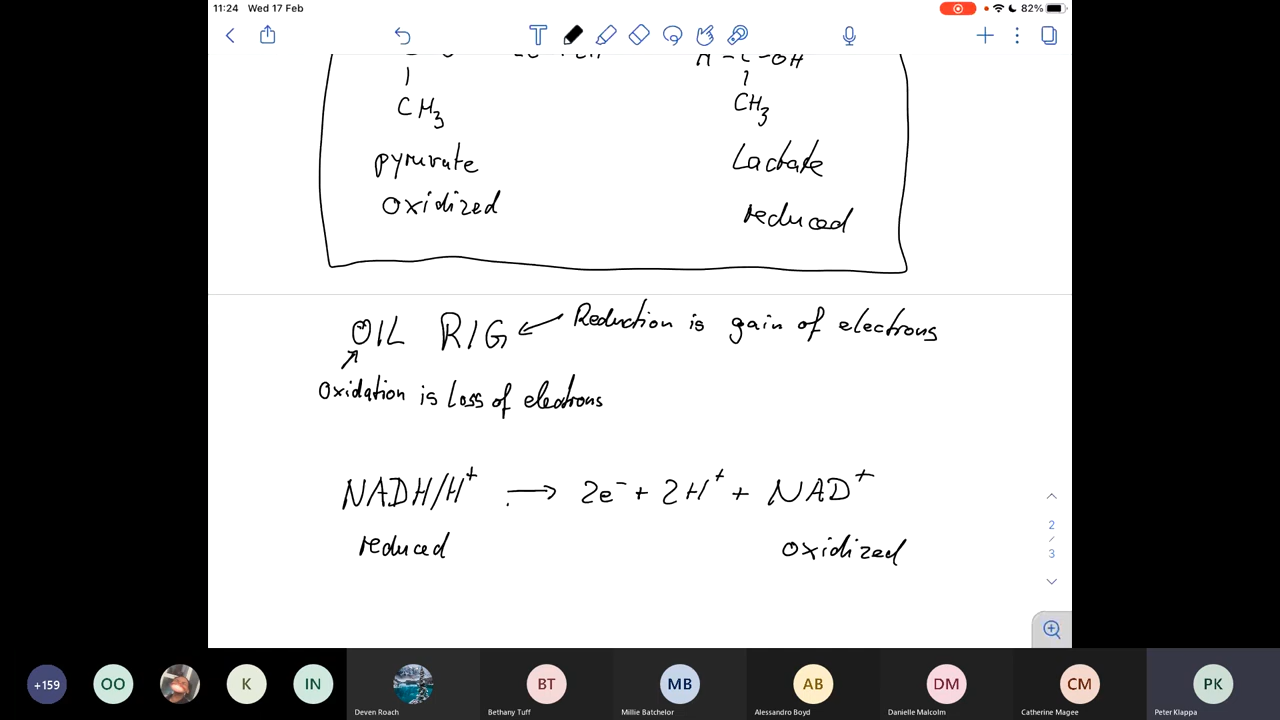 11:24 Wed 17 Feb
82%
CH3
CH3
pyruvate
Lactate
oxidized
reduced
OIL RIG
Reduction is gain of electrons
Oxidation is Loss of electrons
NADH/H+ → 2e- + 2H+ + NAD+
reduced
oxidized
2
/
3
+159
OO
K
IN
BT
MB
AB
DM
CM
PK
Deven Roach
Bethany Tuff
Millie Batchelor
Alessandro Boyd
Danielle Malcolm
Catherine Magee
Peter Klappa